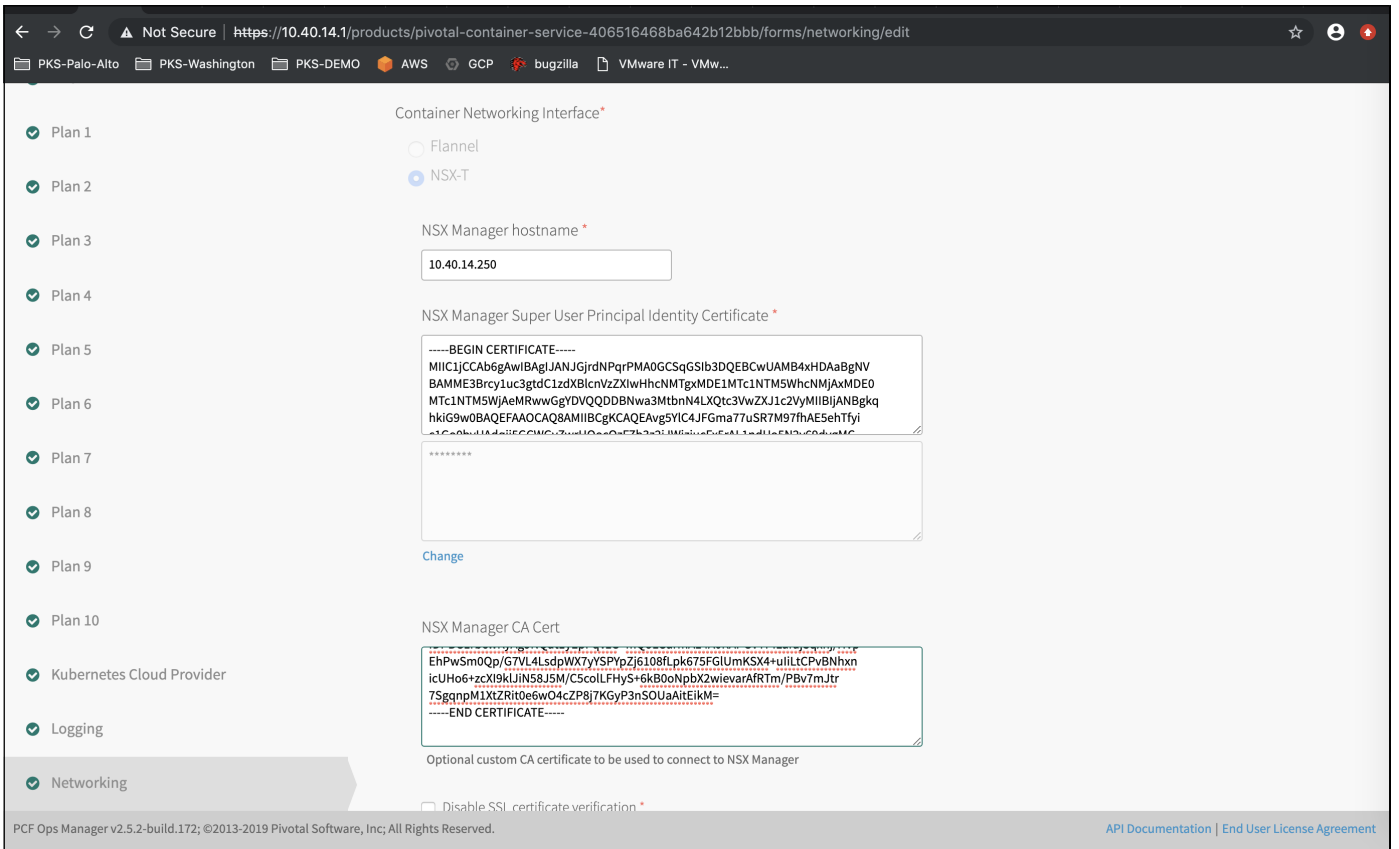 Not Secure | https://10.40.14.1/products/pivotal-container-service-406516468ba642b12bbb/forms/networking/edit
PKS-Palo-Alto PKS-Washington PKS-DEMO AWS GCP bugzilla VMware IT - VMw...
Container Networking Interface*
Plan 1
Flannel
NSX-T
Plan 2
NSX Manager hostname *
Plan 3
10.40.14.250
Plan 4
NSX Manager Super User Principal Identity Certificate *
Plan 5
-----BEGIN CERTIFICATE-----
MIIC1jCCAb6gAwIBAgIJANJGjrdNPqrPMA0GCSqGSIb3DQEBCwUAMB4xHDAaBgNV
BAMME3Brcy1uc3gtdC1zdXBlcnVzZXIwHhcNMTgxMDE1MTc1NTM5WhcNMjAxMDE0
MTc1NTM5WjAeMRwwGgYDVQQDDBNwa3MtbnN4LXQtc3VwZXJ1c2VyMIIBIjANBgkq
Plan 6
hkiG9w0BAQEFAAOCAQ8AMIIBCgKCAQEAvg5YlC4JFGma77uSR7M97fhAE5ehTfyi
Plan 7
********
Plan 8
Change
Plan 9
Plan 10
NSX Manager CA Cert
EhPwSm0Qp/G7VL4LsdpWX7yYSPYpZj6108fLpk675FGlUmKSX4+uIiLtCPvBNhxn
Kubernetes Cloud Provider
icUHo6+zcXI9klJiN58J5M/C5colLFHyS+6kB0oNpbX2wievarAfRTm/PBv7mJtr
7SgqnpM1XtZRit0e6wO4cZP8j7KGyP3nSOUaAitEikM=
-----END CERTIFICATE-----
Logging
Optional custom CA certificate to be used to connect to NSX Manager
Networking
Disable SSL certificate verification *
PCF Ops Manager v2.5.2-build.172; ©2013-2019 Pivotal Software, Inc; All Rights Reserved.
API Documentation | End User License Agreement